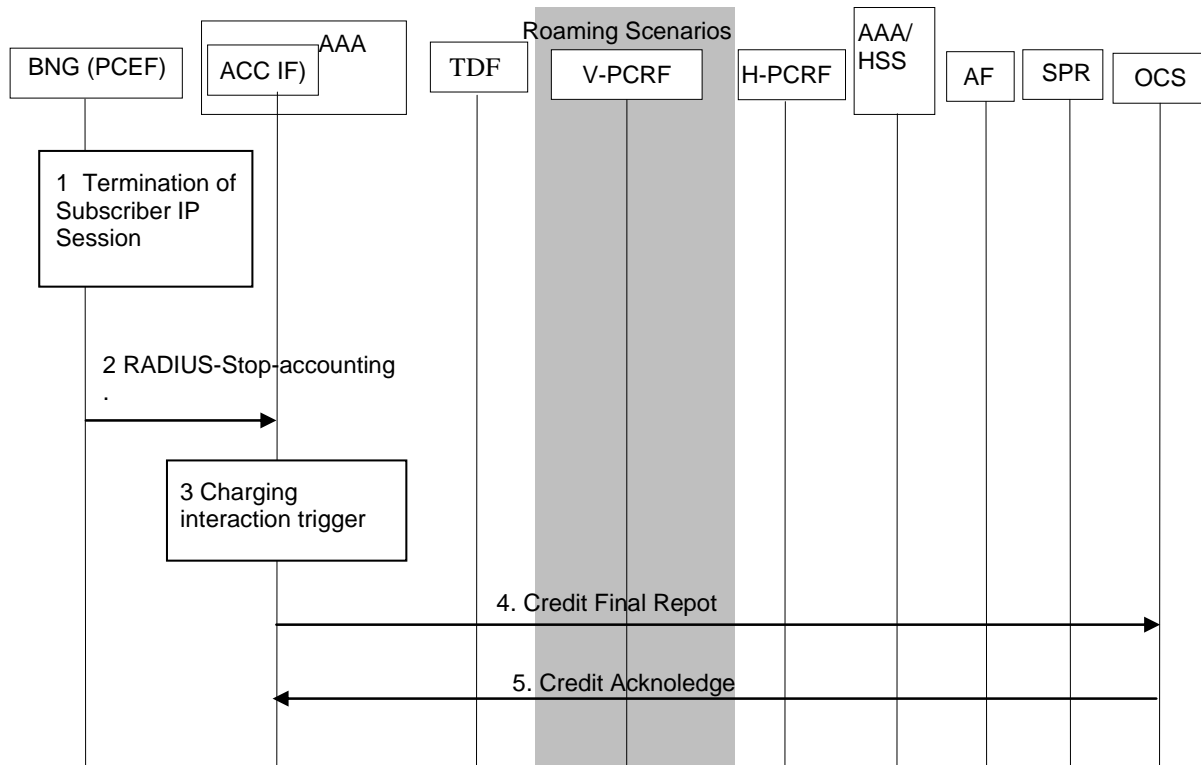 Roaming Scenarios
AAA
AAA/
HSS
BNG (PCEF)
ACC IF)
TDF
V-PCRF
H-PCRF
AF
SPR
OCS
1 Termination of
Subscriber IP
Session
2 RADIUS-Stop-accounting
.
3 Charging
interaction trigger
4. Credit Final Repot
5. Credit Acknoledge